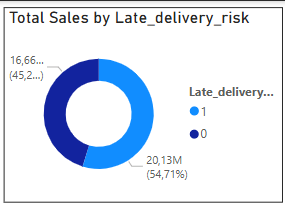 Total Sales by Late_delivery_risk
16,66...
(45,2...)
Late_delivery...
1
0
20,13M
(54,71%)